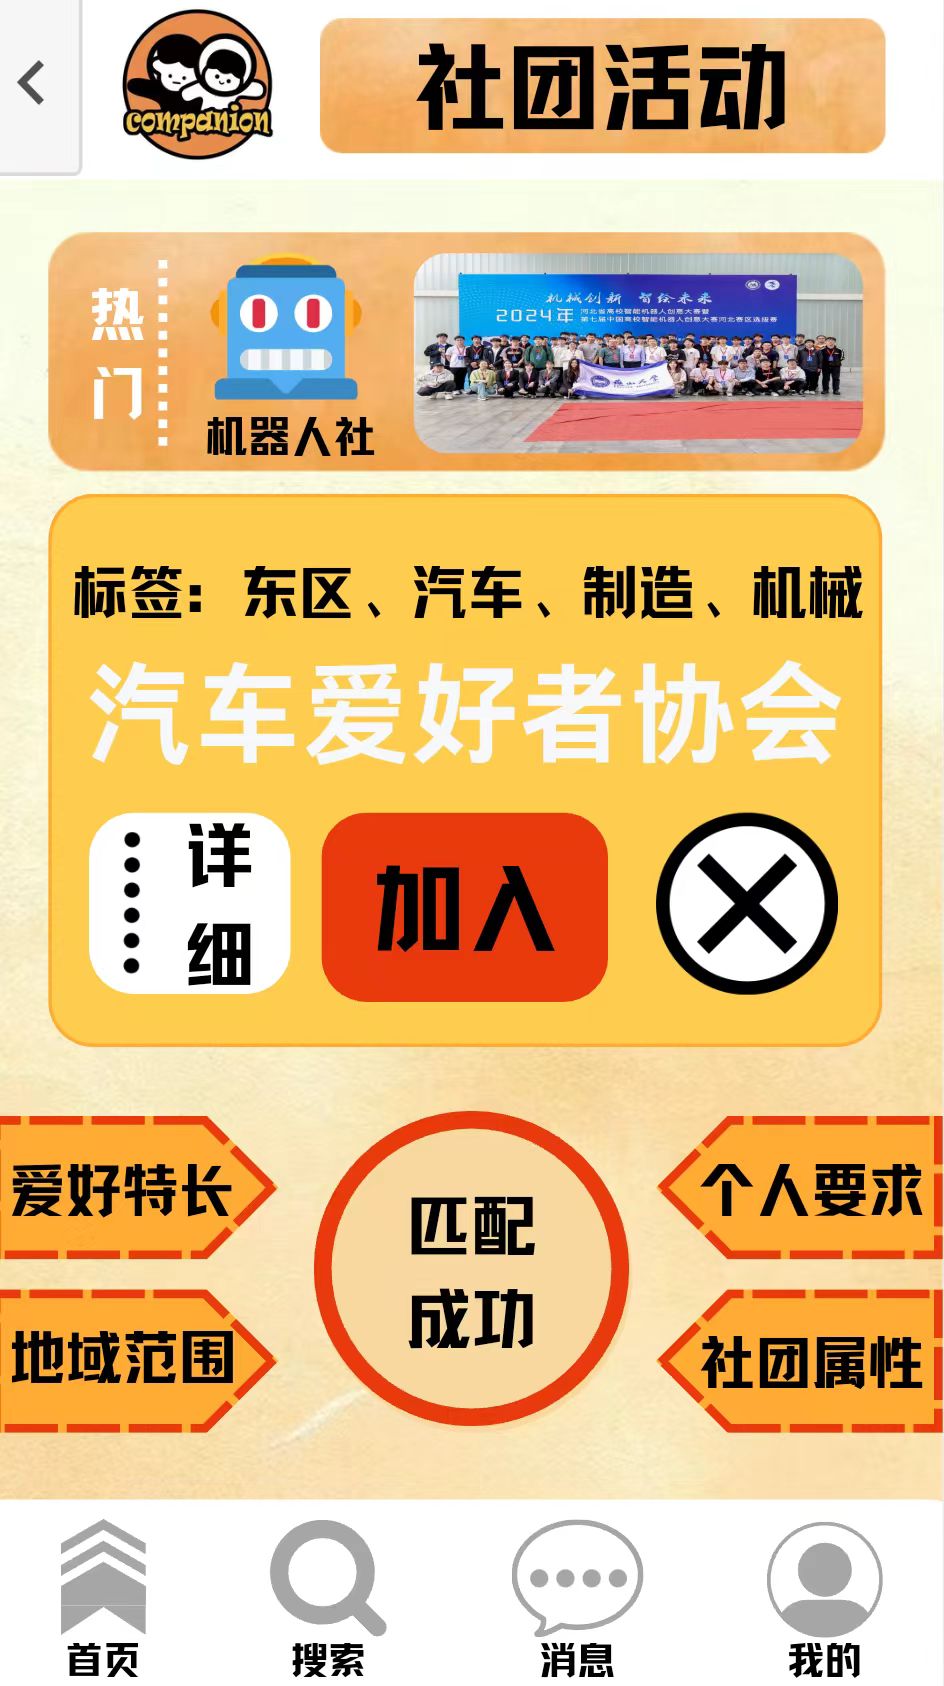 companion
社团活动
热门
机器人社
机械创新 智绘未来
2024年
河北省高校智能机器人创意大赛暨
第七届中国高校智能机器人创意大赛河北赛区选拔赛
燕山大学
标签：东区、汽车、制造、机械
汽车爱好者协会
详细
加入
爱好特长
匹配
成功
个人要求
地域范围
社团属性
首页
搜索
消息
我的